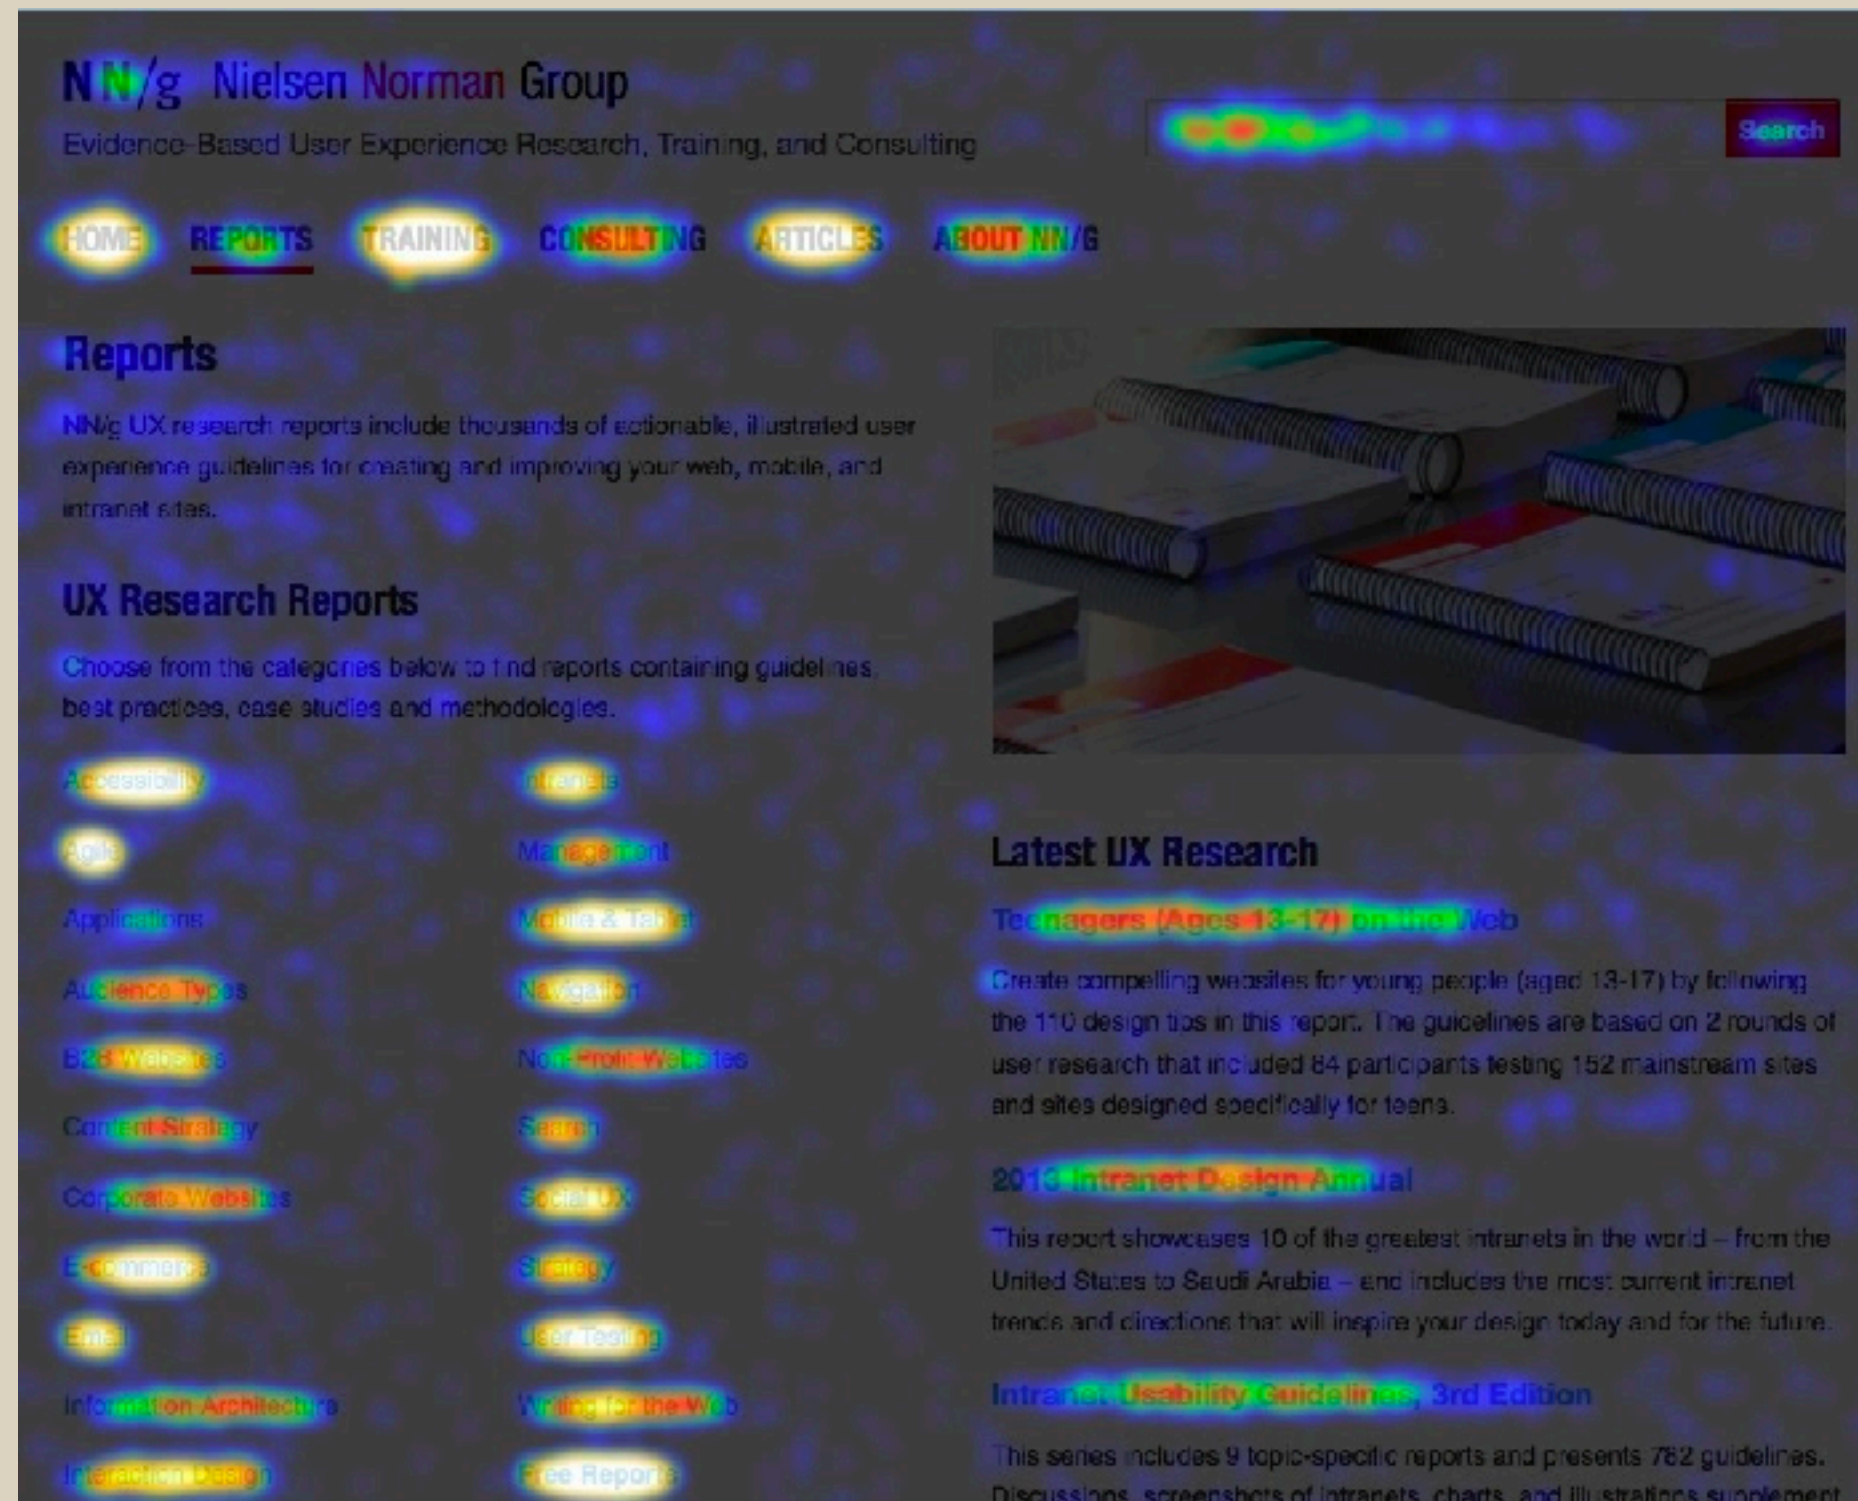 NN/g Nielsen Norman Group
Evidence-Based User Experience Research, Training, and Consulting
Search
HOME REPORTS TRAINING CONSULTING ARTICLES ABOUT NN/G
Reports
NN/g UX research reports include thousands of actionable, illustrated user
experience guidelines for creating and improving your web, mobile, and
intranet sites.
UX Research Reports
Choose from the categories below to find reports containing guidelines,
best practices, case studies and methodologies.
Accessibility
Agile
Applications
Audience Types
B2B Websites
Content Strategy
Corporate Websites
E-commerce
Email
Information Architecture
Interaction Design
Intranets
Management
Mobile & Tablet
Navigation
Non-Profit Websites
Search
Social UX
Strategy
User Testing
Writing for the Web
Free Reports
Latest UX Research
Teenagers (Ages 13-17) on the Web
Create compelling websites for young people (aged 13-17) by following
the 110 design tips in this report. The guidelines are based on 2 rounds of
user research that included 84 participants testing 152 mainstream sites
and sites designed specifically for teens.
2013 Intranet Design Annual
This report showcases 10 of the greatest intranets in the world – from the
United States to Saudi Arabia – and includes the most current intranet
trends and directions that will inspire your design today and for the future.
Intranet Usability Guidelines, 3rd Edition
This series includes 9 topic-specific reports and presents 782 guidelines.
Discussions, screenshots of intranets, charts, and illustrations supplement